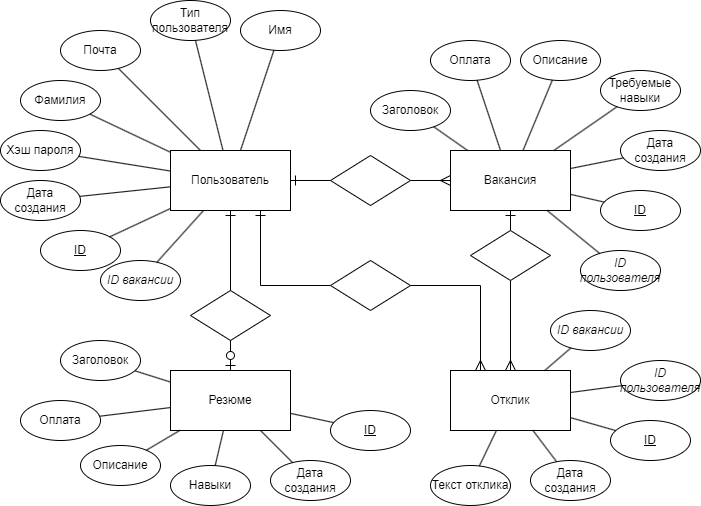 Тип
пользователя
Имя
Почта
Фамилия
Хэш пароля
Дата
создания
ID
ID вакансии
Пользователь
Заголовок
Оплата
Описание
Требуемые
навыки
Дата
создания
ID
ID
пользователя
Вакансия
Заголовок
Оплата
Описание
Навыки
Дата
создания
ID
Резюме
ID вакансии
ID
пользователя
ID
Дата
создания
Текст отклика
Отклик